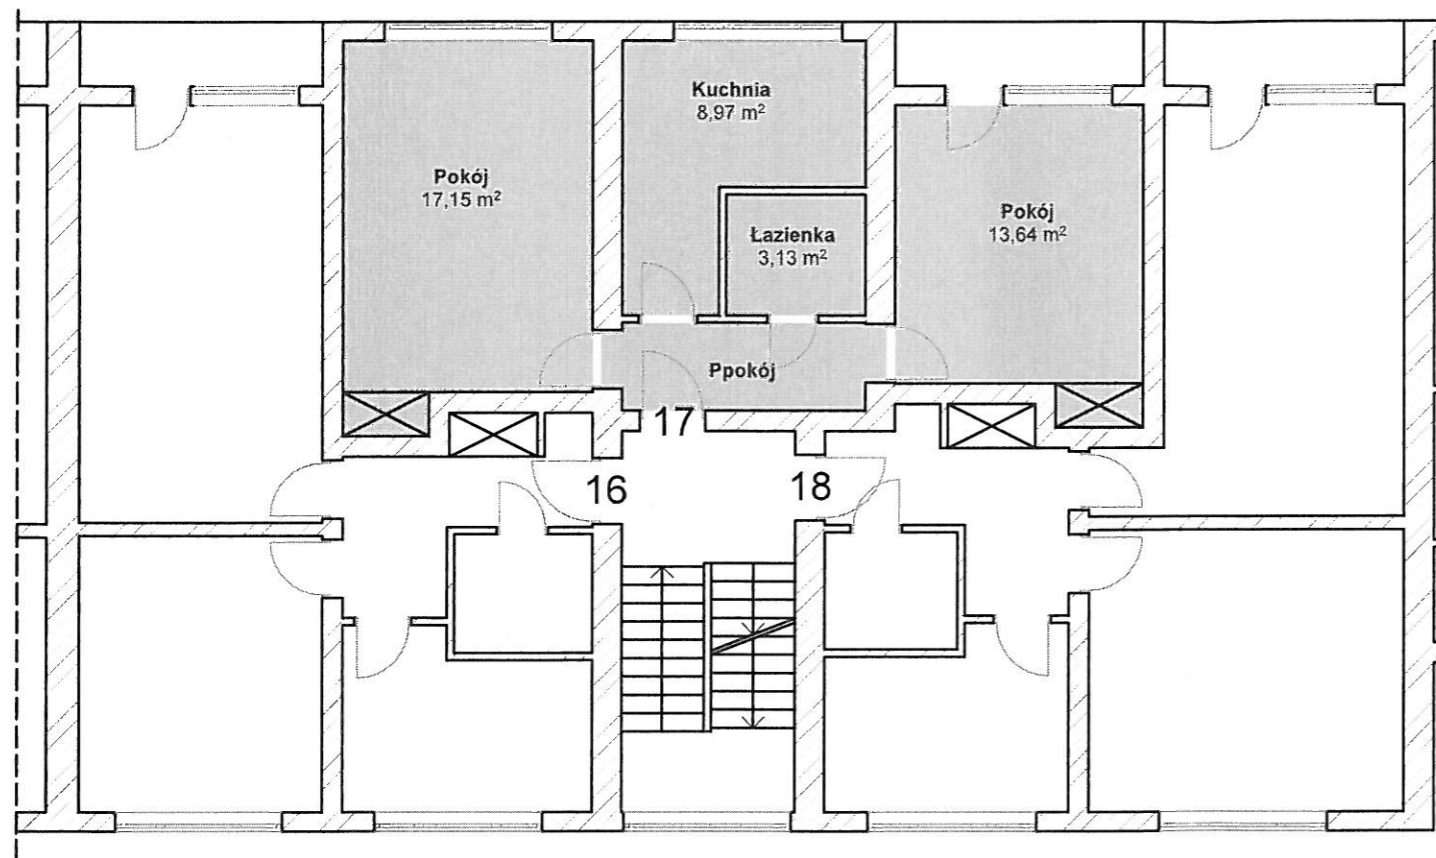 Kuchnia
8,97 m²
Pokój
17,15 m²
Pokój
13,64 m²
Łazienka
3,13 m²
Ppokój
17
16
18